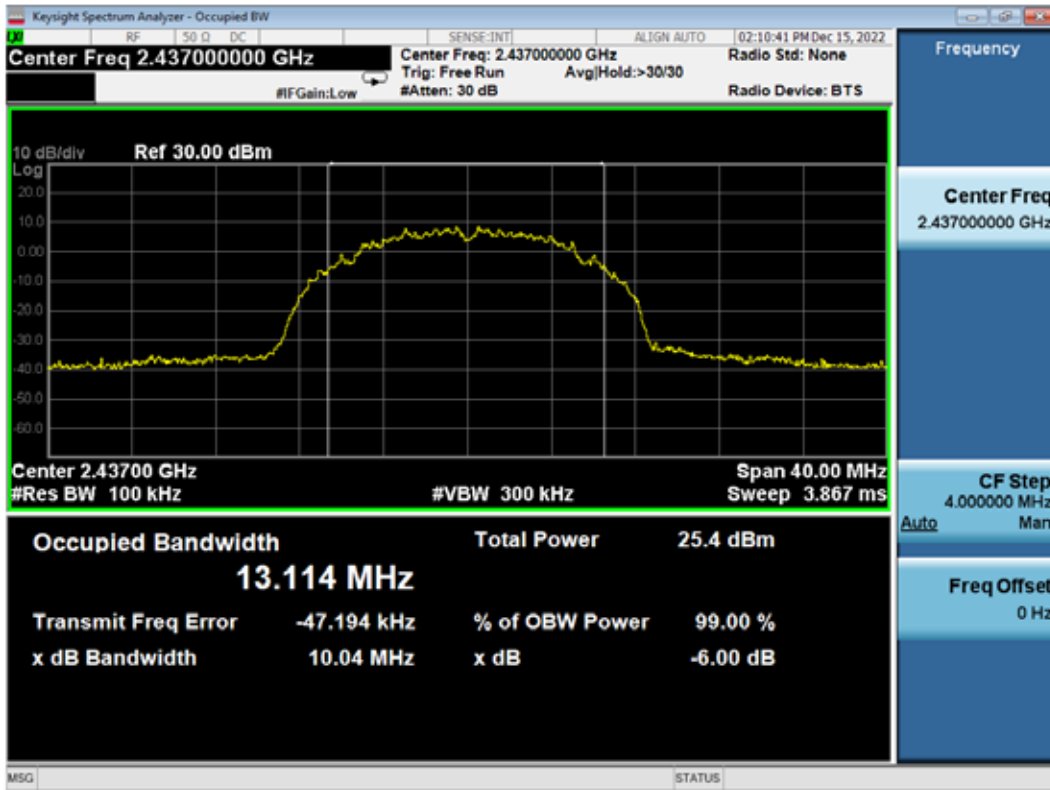 Keysight Spectrum Analyzer - Occupied BW
LXI RF 50 Ω DC SENSE:INT ALIGN AUTO 02:10:41 PM Dec 15, 2022
Center Freq 2.437000000 GHz
Center Freq: 2.437000000 GHz
Radio Std: None
Trig: Free Run Avg|Hold:>30/30
#IFGain:Low
#Atten: 30 dB
Radio Device: BTS
10 dB/div Ref 30.00 dBm
Log
20.0
10.0
0.00
-10.0
-20.0
-30.0
-40.0
-50.0
-60.0
Center 2.43700 GHz
Span 40.00 MHz
#Res BW 100 kHz
#VBW 300 kHz
Sweep 3.867 ms
Occupied Bandwidth
Total Power 25.4 dBm
13.114 MHz
Transmit Freq Error -47.194 kHz
% of OBW Power 99.00 %
x dB Bandwidth 10.04 MHz
x dB -6.00 dB
MSG
STATUS
Frequency
Center Freq
2.437000000 GHz
CF Step
4.000000 MHz
Auto Man
Freq Offset
0 Hz